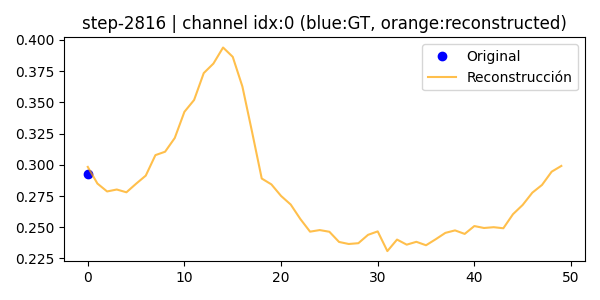 step-2816 | channel idx:0 (blue:GT, orange:reconstructed)
0.400
0.375
0.350
0.325
0.300
0.275
0.250
0.225
Original
Reconstrucción
0 10 20 30 40 50